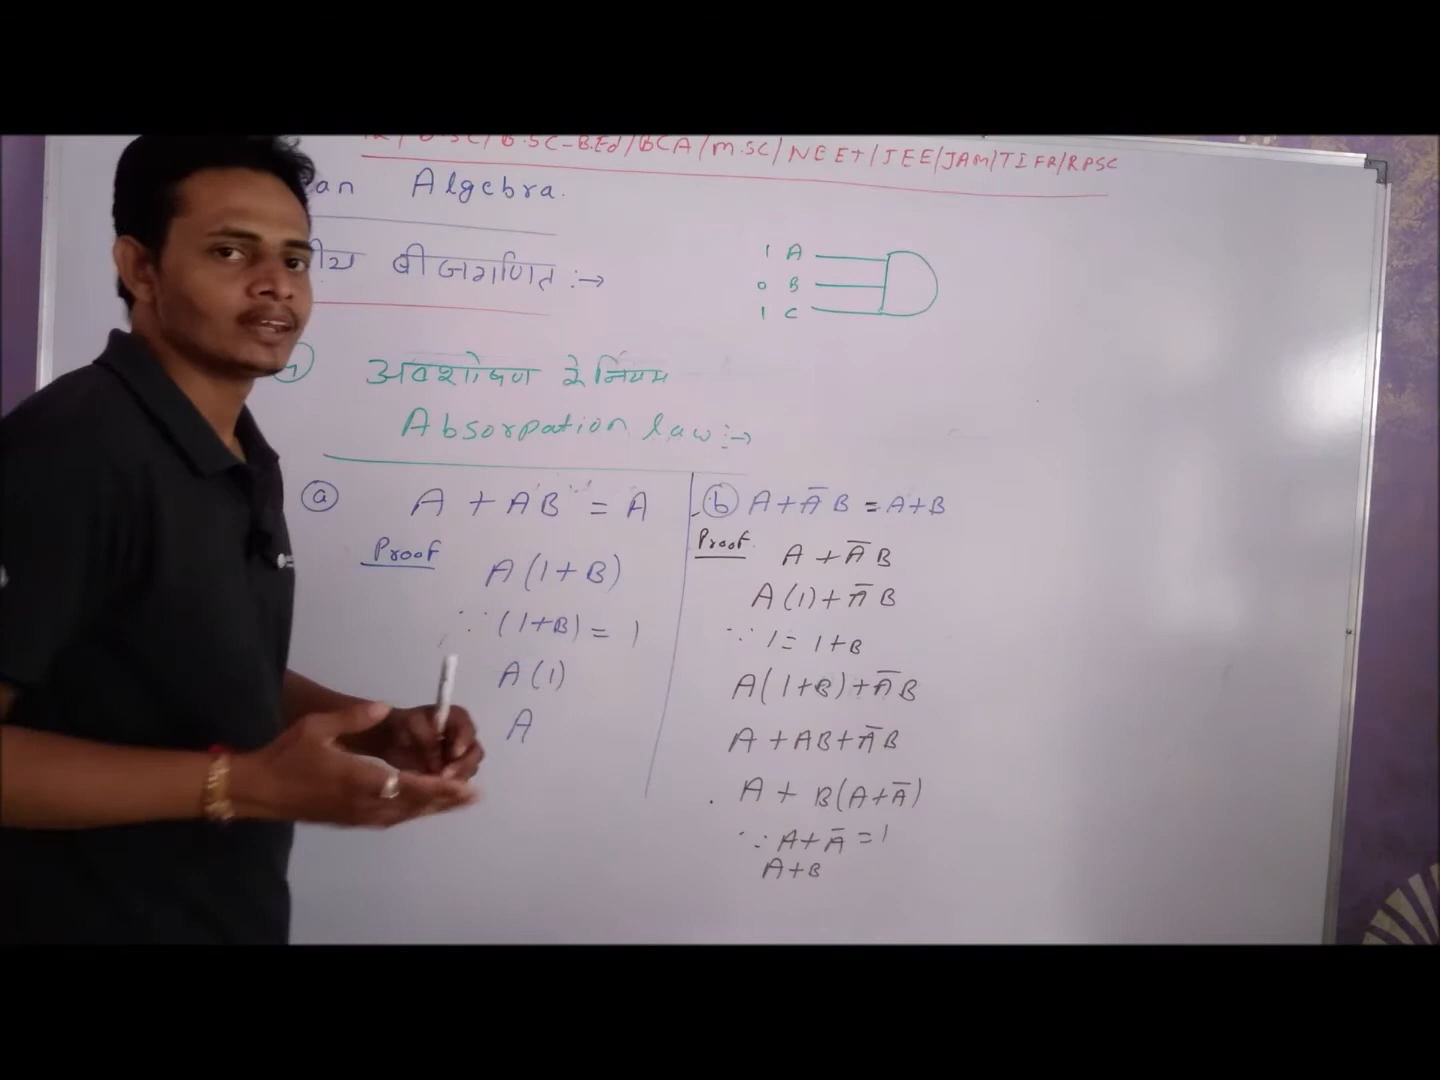 B.SC-B.Ed/BCA/M.SC/NEET/JEE/JAM/TIFR/RPSC
an Algebra.
ीय बीजगणित :→
1 A
0 B
1 C
अवशोषण के नियम
Absorpation law :→
(a) A + AB = A
Proof
A(1+B)
∵ (1+B) = 1
A(1)
A
(b) A + A̅B = A+B
Proof. A + A̅B
A(1) + A̅B
∵ 1 = 1+B
A(1+B) + A̅B
A + AB + A̅B
A + B(A+A̅)
∵ A+A̅ = 1
A+B